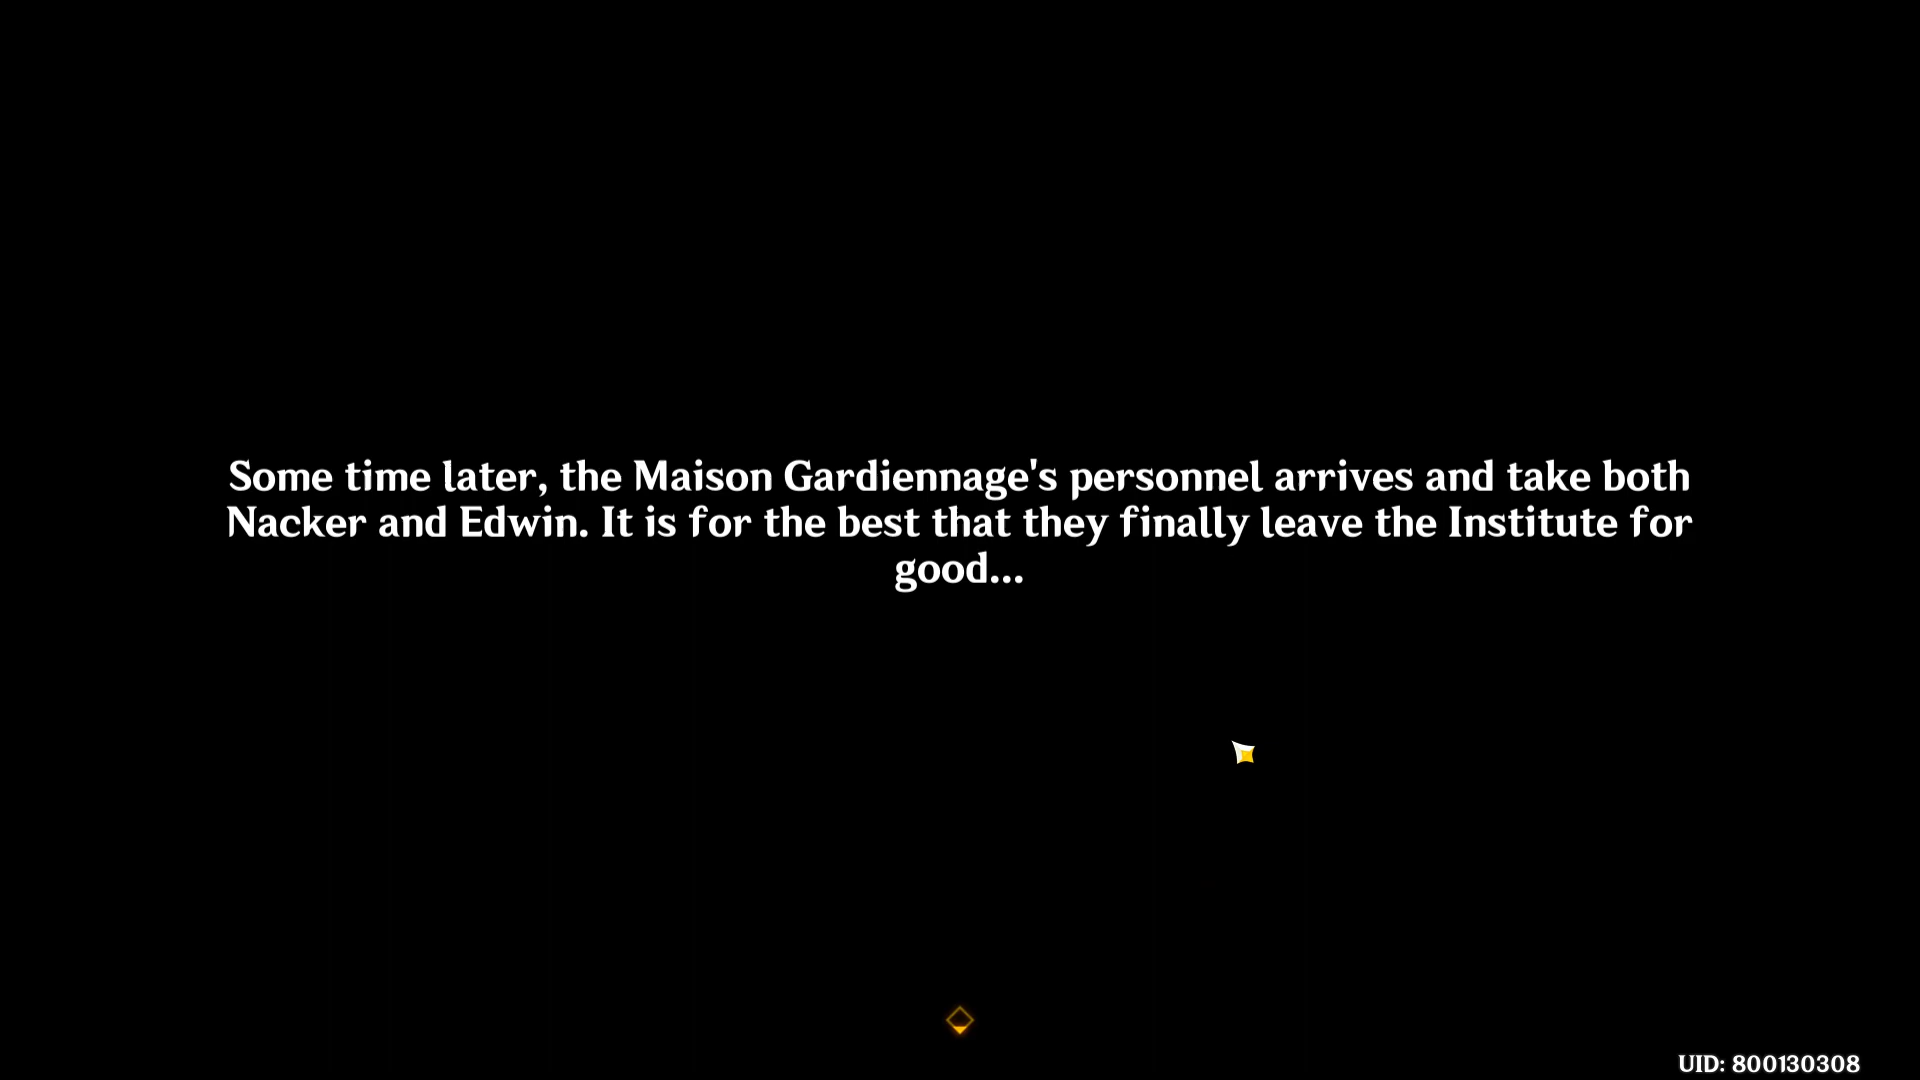 Some time later, the Maison Gardiennage's personnel arrives and take both
Nacker and Edwin. It is for the best that they finally leave the Institute for
good...
UID: 800130308